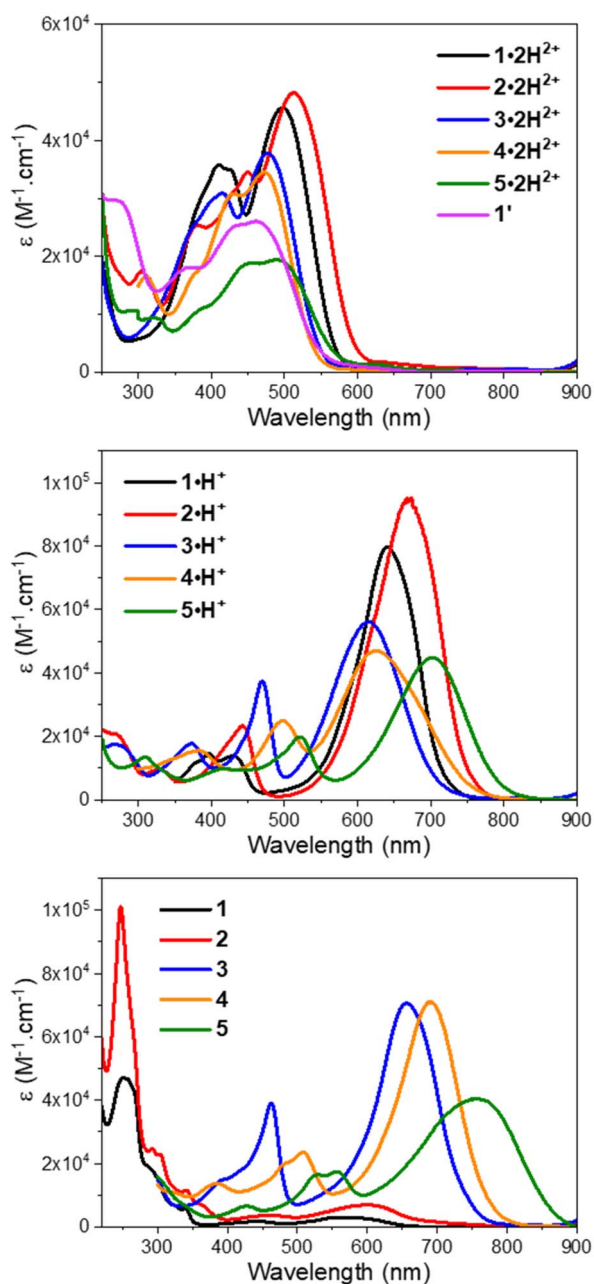 6x10⁴
4x10⁴
2x10⁴
0
ε (M⁻¹.cm⁻¹)
1•2H²⁺
2•2H²⁺
3•2H²⁺
4•2H²⁺
5•2H²⁺
1'
300 400 500 600 700 800 900
Wavelength (nm)
1x10⁵
8x10⁴
6x10⁴
4x10⁴
2x10⁴
0
ε (M⁻¹.cm⁻¹)
1•H⁺
2•H⁺
3•H⁺
4•H⁺
5•H⁺
300 400 500 600 700 800 900
Wavelength (nm)
1x10⁵
8x10⁴
6x10⁴
4x10⁴
2x10⁴
0
ε (M⁻¹.cm⁻¹)
1
2
3
4
5
300 400 500 600 700 800 900
Wavelength (nm)